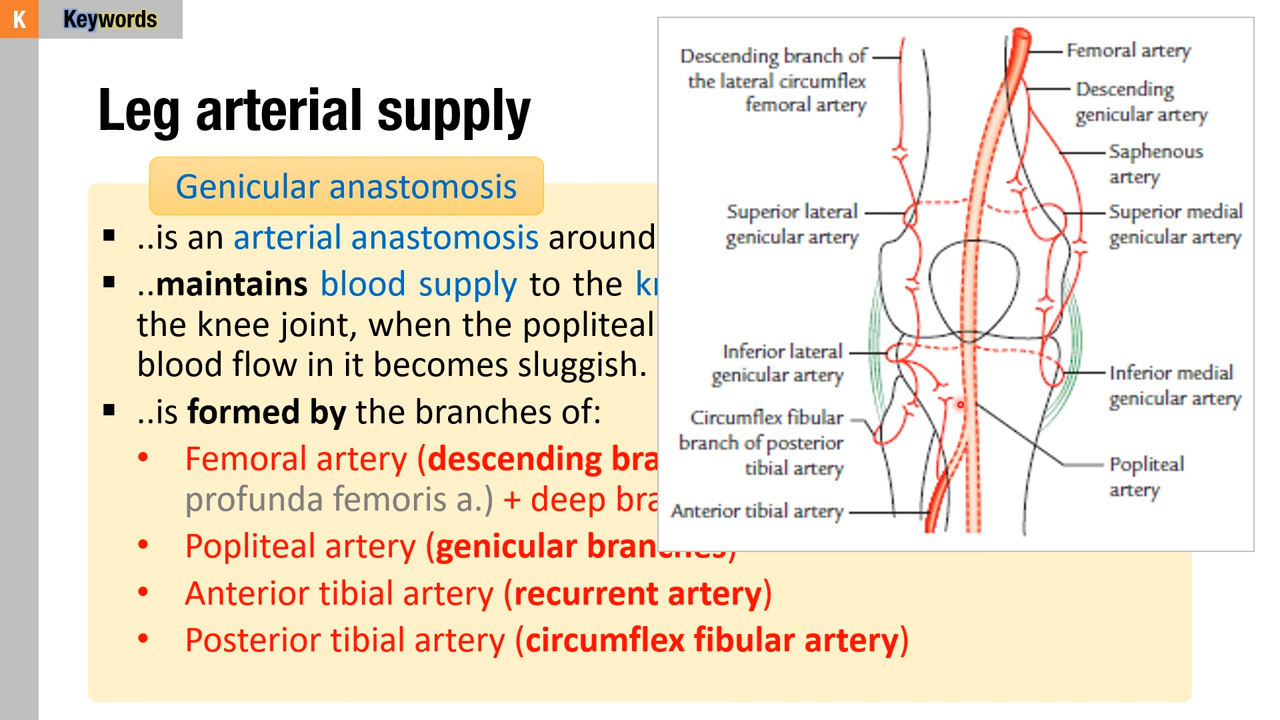 K
Keywords
Leg arterial supply
Genicular anastomosis
..is an arterial anastomosis around
..maintains blood supply to the
the knee joint, when the popliteal
blood flow in it becomes sluggish.
..is formed by the branches of:
Femoral artery (descending
profunda femoris a.) + deep
Popliteal artery (genicular branches)
Anterior tibial artery (recurrent artery)
Posterior tibial artery (circumflex fibular artery)
Descending branch of
the lateral circumflex
femoral artery
Superior lateral
genicular artery
Inferior lateral
genicular artery
Circumflex fibular
branch of posterior
tibial artery
Anterior tibial artery
Femoral artery
Descending
genicular artery
Saphenous
artery
Superior medial
genicular artery
Inferior medial
genicular artery
Popliteal
artery